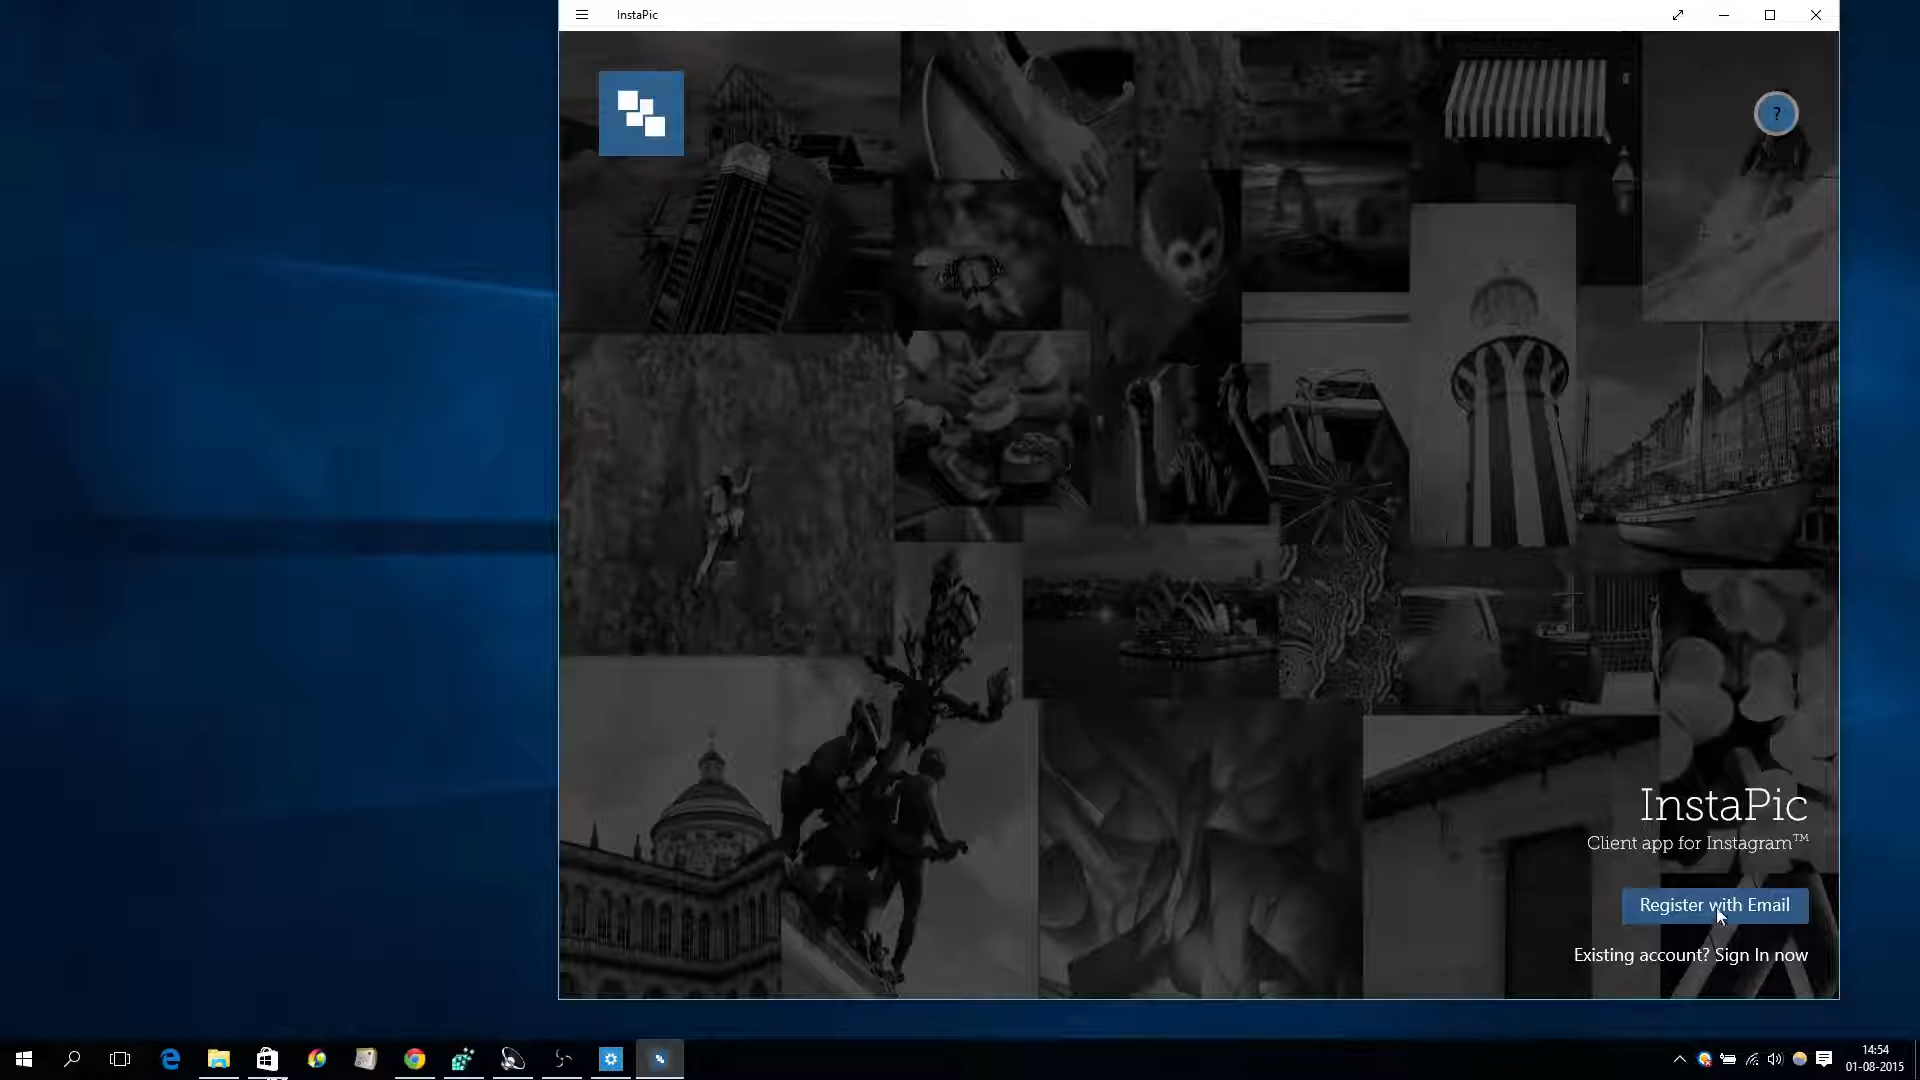 InstaPic
?
InstaPic
Client app for Instagram™
Register with Email
Existing account? Sign In now
14:54
01-08-2015